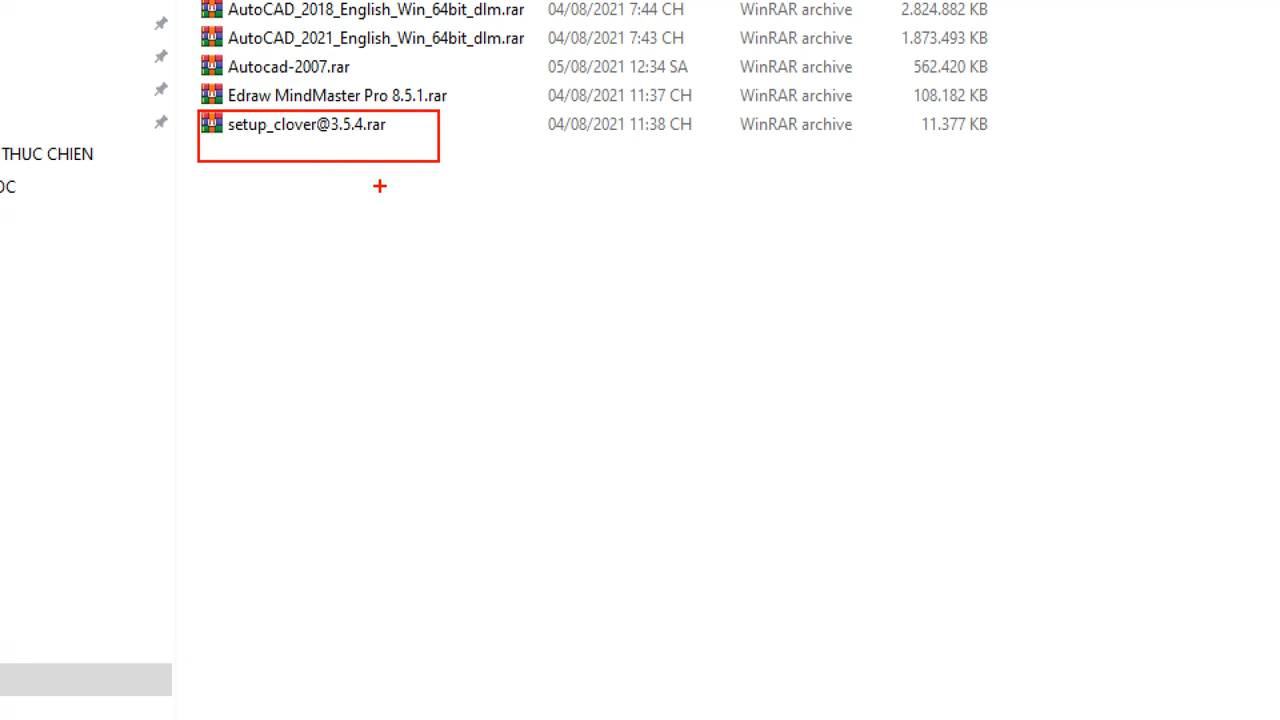 AutoCAD_2018_English_Win_64bit_dlm.rar 04/08/2021 7:44 CH WinRAR archive 2.824.882 KB
AutoCAD_2021_English_Win_64bit_dlm.rar 04/08/2021 7:43 CH WinRAR archive 1.873.493 KB
Autocad-2007.rar 05/08/2021 12:34 SA WinRAR archive 562.420 KB
Edraw MindMaster Pro 8.5.1.rar 04/08/2021 11:37 CH WinRAR archive 108.182 KB
setup_clover@3.5.4.rar 04/08/2021 11:38 CH WinRAR archive 11.377 KB
THUC CHIEN
OC